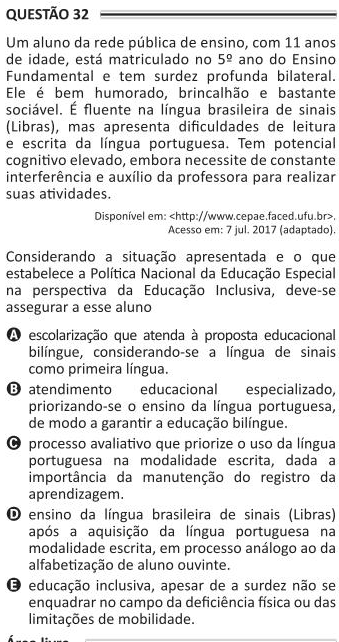 QUESTÃO 32
Um aluno da rede pública de ensino, com 11 anos
de idade, está matriculado no 5º ano do Ensino
Fundamental e tem surdez profunda bilateral.
Ele é bem humorado, brincalhão e bastante
sociável. É fluente na língua brasileira de sinais
(Libras), mas apresenta dificuldades de leitura
e escrita da língua portuguesa. Tem potencial
cognitivo elevado, embora necessite de constante
interferência e auxílio da professora para realizar
suas atividades.
Disponível em: <http://www.cepae.faced.ufu.br>.
Acesso em: 7 jul. 2017 (adaptado).
Considerando a situação apresentada e o que
estabelece a Política Nacional da Educação Especial
na perspectiva da Educação Inclusiva, deve-se
assegurar a esse aluno
A escolarização que atenda à proposta educacional
bilíngue, considerando-se a língua de sinais
como primeira língua.
B atendimento educacional especializado,
priorizando-se o ensino da língua portuguesa,
de modo a garantir a educação bilíngue.
C processo avaliativo que priorize o uso da língua
portuguesa na modalidade escrita, dada a
importância da manutenção do registro da
aprendizagem.
D ensino da língua brasileira de sinais (Libras)
após a aquisição da língua portuguesa na
modalidade escrita, em processo análogo ao da
alfabetização de aluno ouvinte.
E educação inclusiva, apesar de a surdez não se
enquadrar no campo da deficiência física ou das
limitações de mobilidade.
Área livre